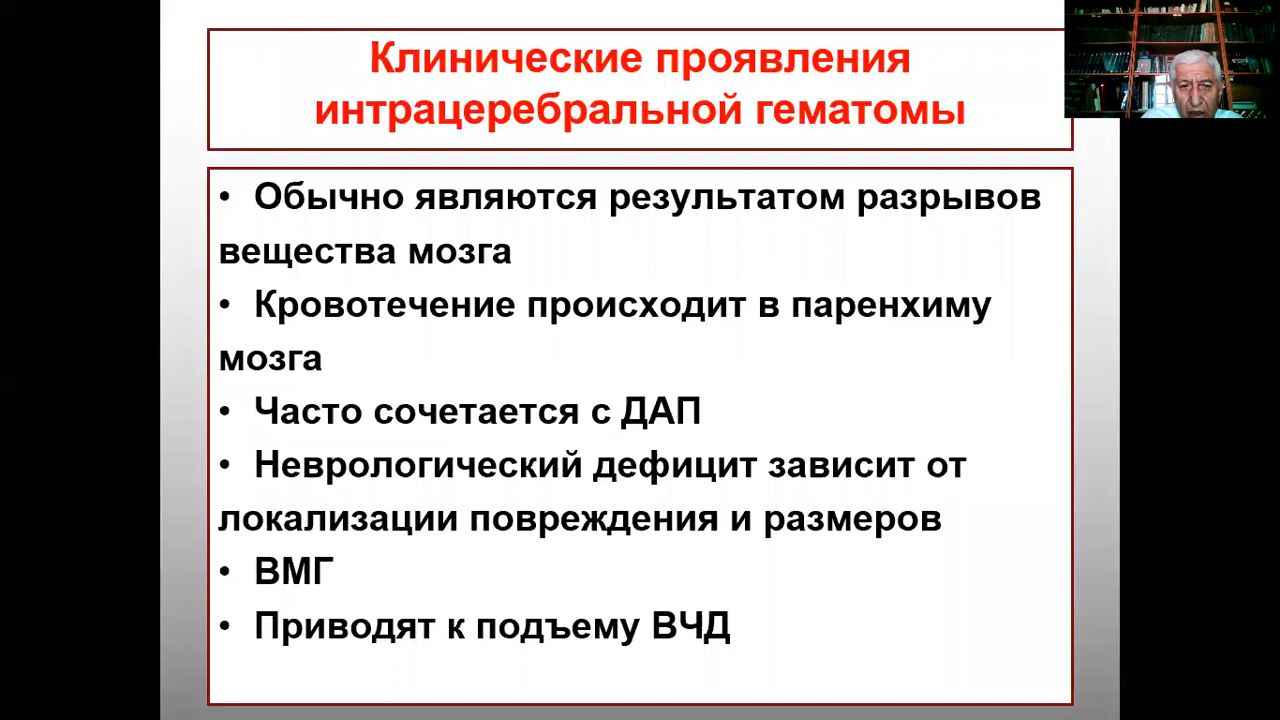 Клинические проявления
интрацеребральной гематомы
• Обычно являются результатом разрывов
вещества мозга
• Кровотечение происходит в паренхиму
мозга
• Часто сочетается с ДАП
• Неврологический дефицит зависит от
локализации повреждения и размеров
• ВМГ
• Приводят к подъему ВЧД